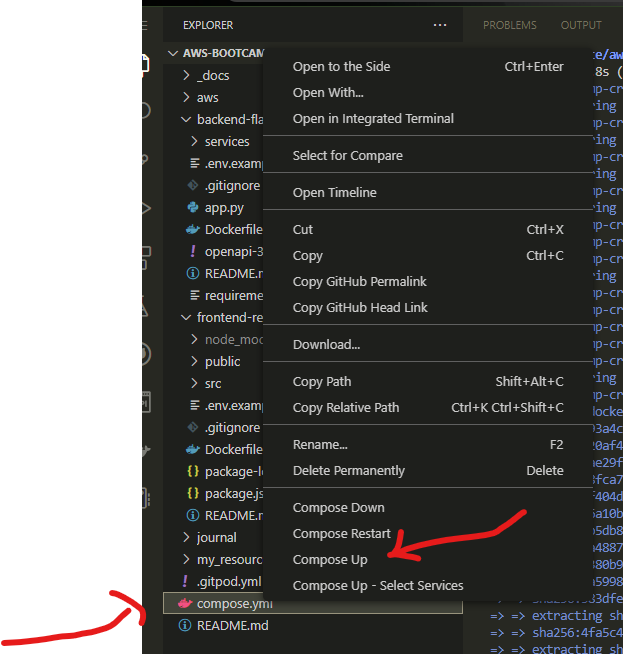 EXPLORER
...
PROBLEMS OUTPUT
AWS-BOOTCAM
_docs
aws
backend-fla
services
.env.examp
.gitignore
app.py
Dockerfile
openapi-3
README.m
requireme
frontend-re
node_mod
public
src
.env.examp
.gitignore
Dockerfile
package-l
package.js
README.m
journal
my_resourc
.gitpod.yml
compose.yml
README.md
Open to the Side Ctrl+Enter
Open With...
Open in Integrated Terminal
Select for Compare
Open Timeline
Cut Ctrl+X
Copy Ctrl+C
Copy GitHub Permalink
Copy GitHub Head Link
Download...
Copy Path Shift+Alt+C
Copy Relative Path Ctrl+K Ctrl+Shift+C
Rename... F2
Delete Permanently Delete
Compose Down
Compose Restart
Compose Up
Compose Up - Select Services
=> => extracting sh
=> => sha256:4fa5c4
=> => extracting sh